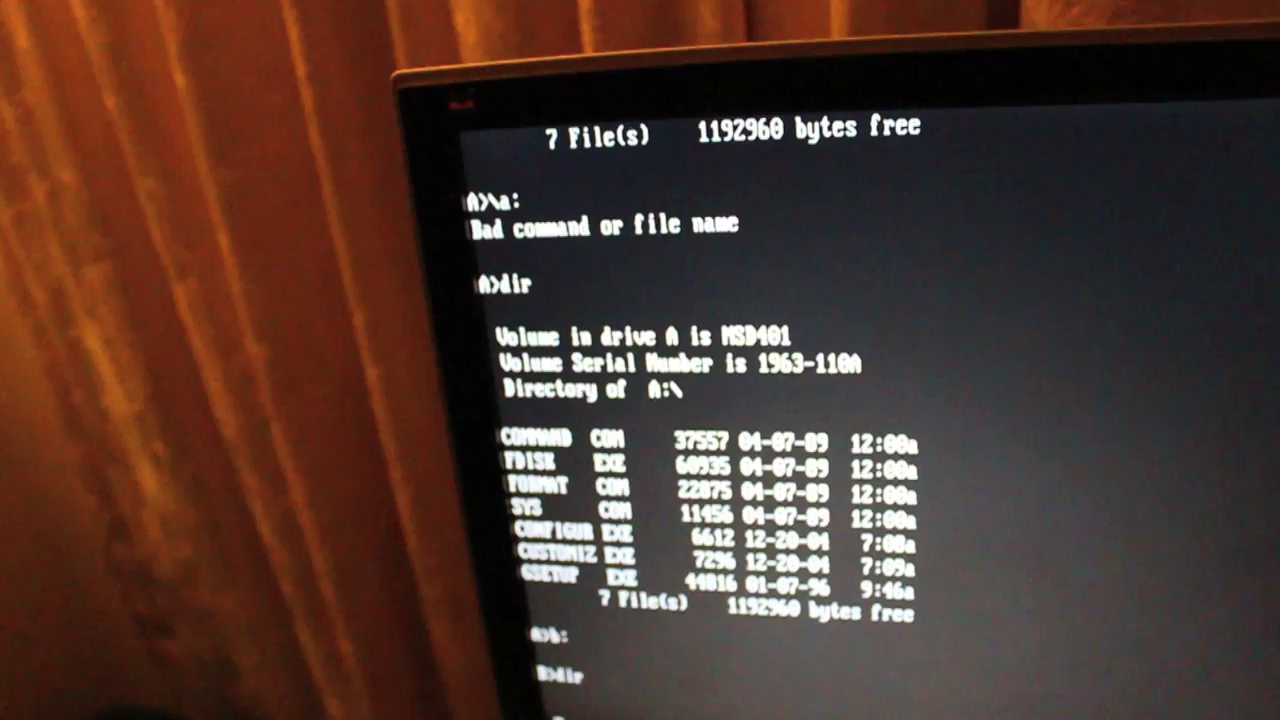 7 File(s) 1192960 bytes free
A>\a:
Bad command or file name
A>dir
Volume in drive A is MSD401
Volume Serial Number is 1963-110A
Directory of A:\
COMMAND COM 37557 04-07-89 12:00a
FDISK EXE 60935 04-07-89 12:00a
FORMAT COM 22875 04-07-89 12:00a
SYS COM 11456 04-07-89 12:00a
CONFIGUR EXE 6612 12-20-04 7:08a
CUSTOMIZ EXE 7296 12-20-04 7:09a
GSETUP EXE 44816 01-07-96 9:46a
7 File(s) 1192960 bytes free
A>b:
B>dir